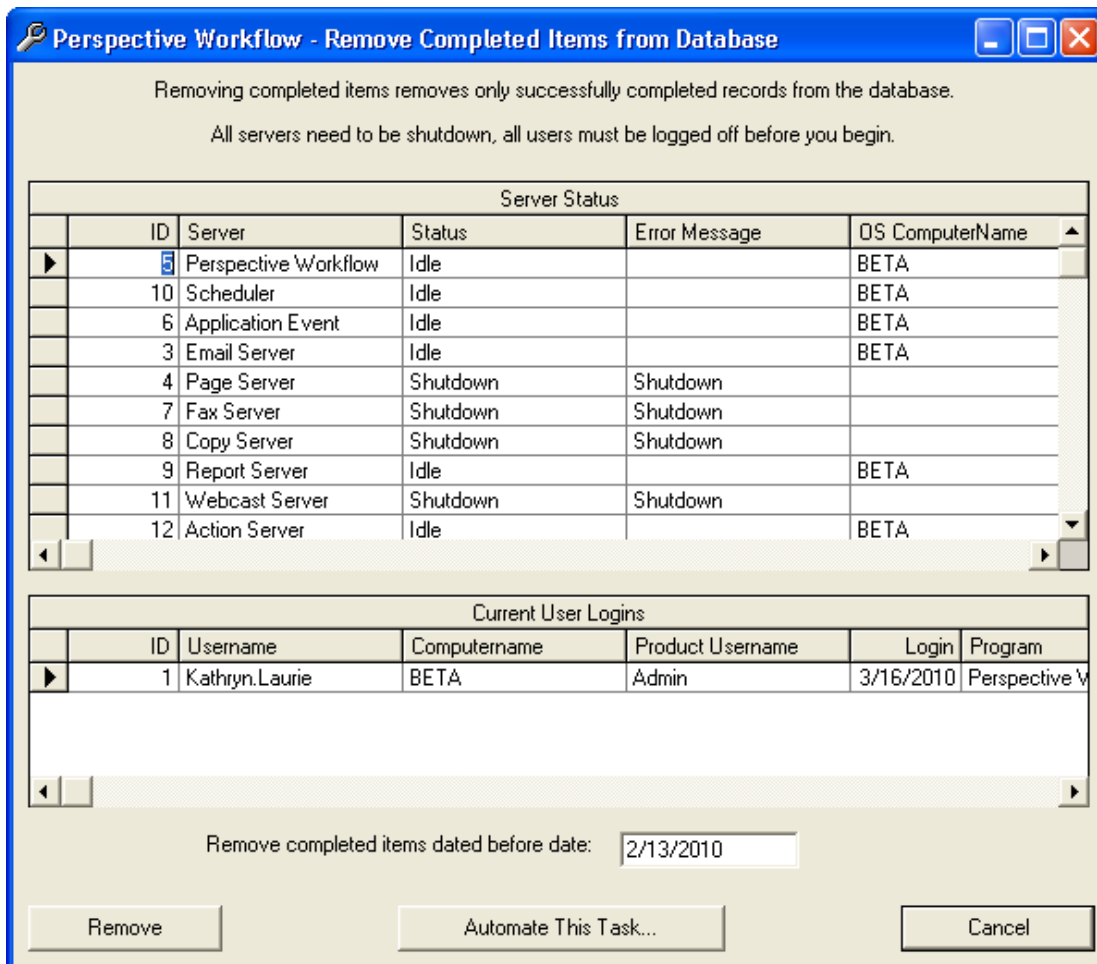 Perspective Workflow - Remove Completed Items from Database
Removing completed items removes only successfully completed records from the database.
All servers need to be shutdown, all users must be logged off before you begin.
Server Status
ID Server Status Error Message OS ComputerName
5 Perspective Workflow Idle BETA
10 Scheduler Idle BETA
6 Application Event Idle BETA
3 Email Server Idle BETA
4 Page Server Shutdown Shutdown
7 Fax Server Shutdown Shutdown
8 Copy Server Shutdown Shutdown
9 Report Server Idle BETA
11 Webcast Server Shutdown Shutdown
12 Action Server Idle BETA
Current User Logins
ID Username Computername Product Username Login Program
1 Kathryn.Laurie BETA Admin 3/16/2010 Perspective W
Remove completed items dated before date: 2/13/2010
Remove Automate This Task... Cancel